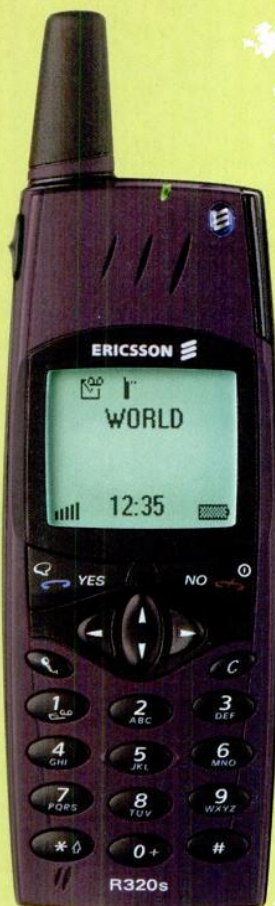 ERICSSON
WORLD
12:35
YES NO
C
1 2 ABC 3 DEF
4 GHI 5 JKL 6 MNO
7 PQRS 8 TUV 9 WXYZ
* 0 + #
R320s